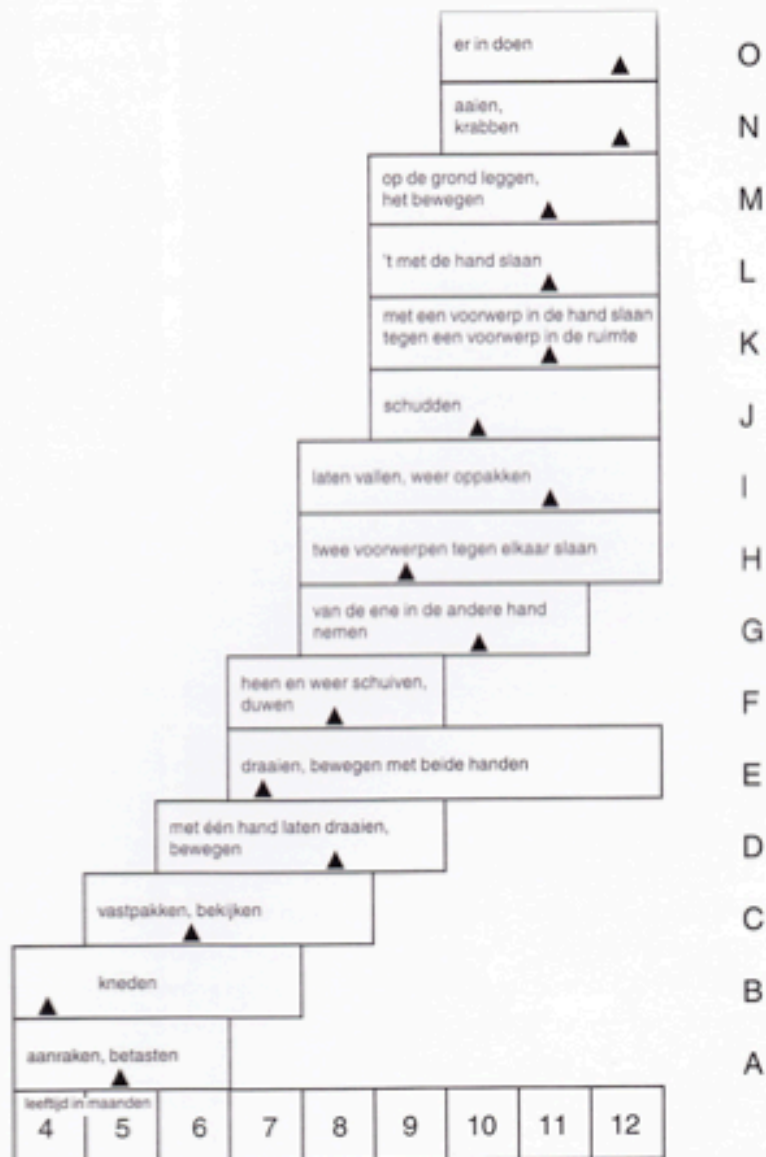 er in doen
O
aaien,
krabben
N
op de grond leggen,
het bewegen
M
't met de hand slaan
L
met een voorwerp in de hand slaan
tegen een voorwerp in de ruimte
K
schudden
J
laten vallen, weer oppakken
I
twee voorwerpen tegen elkaar slaan
H
van de ene in de andere hand
nemen
G
heen en weer schuiven,
duwen
F
draaien, bewegen met beide handen
E
met één hand laten draaien,
bewegen
D
vastpakken, bekijken
C
kneden
B
aanraken, betasten
A
leeftijd in maanden
4 5 6 7 8 9 10 11 12